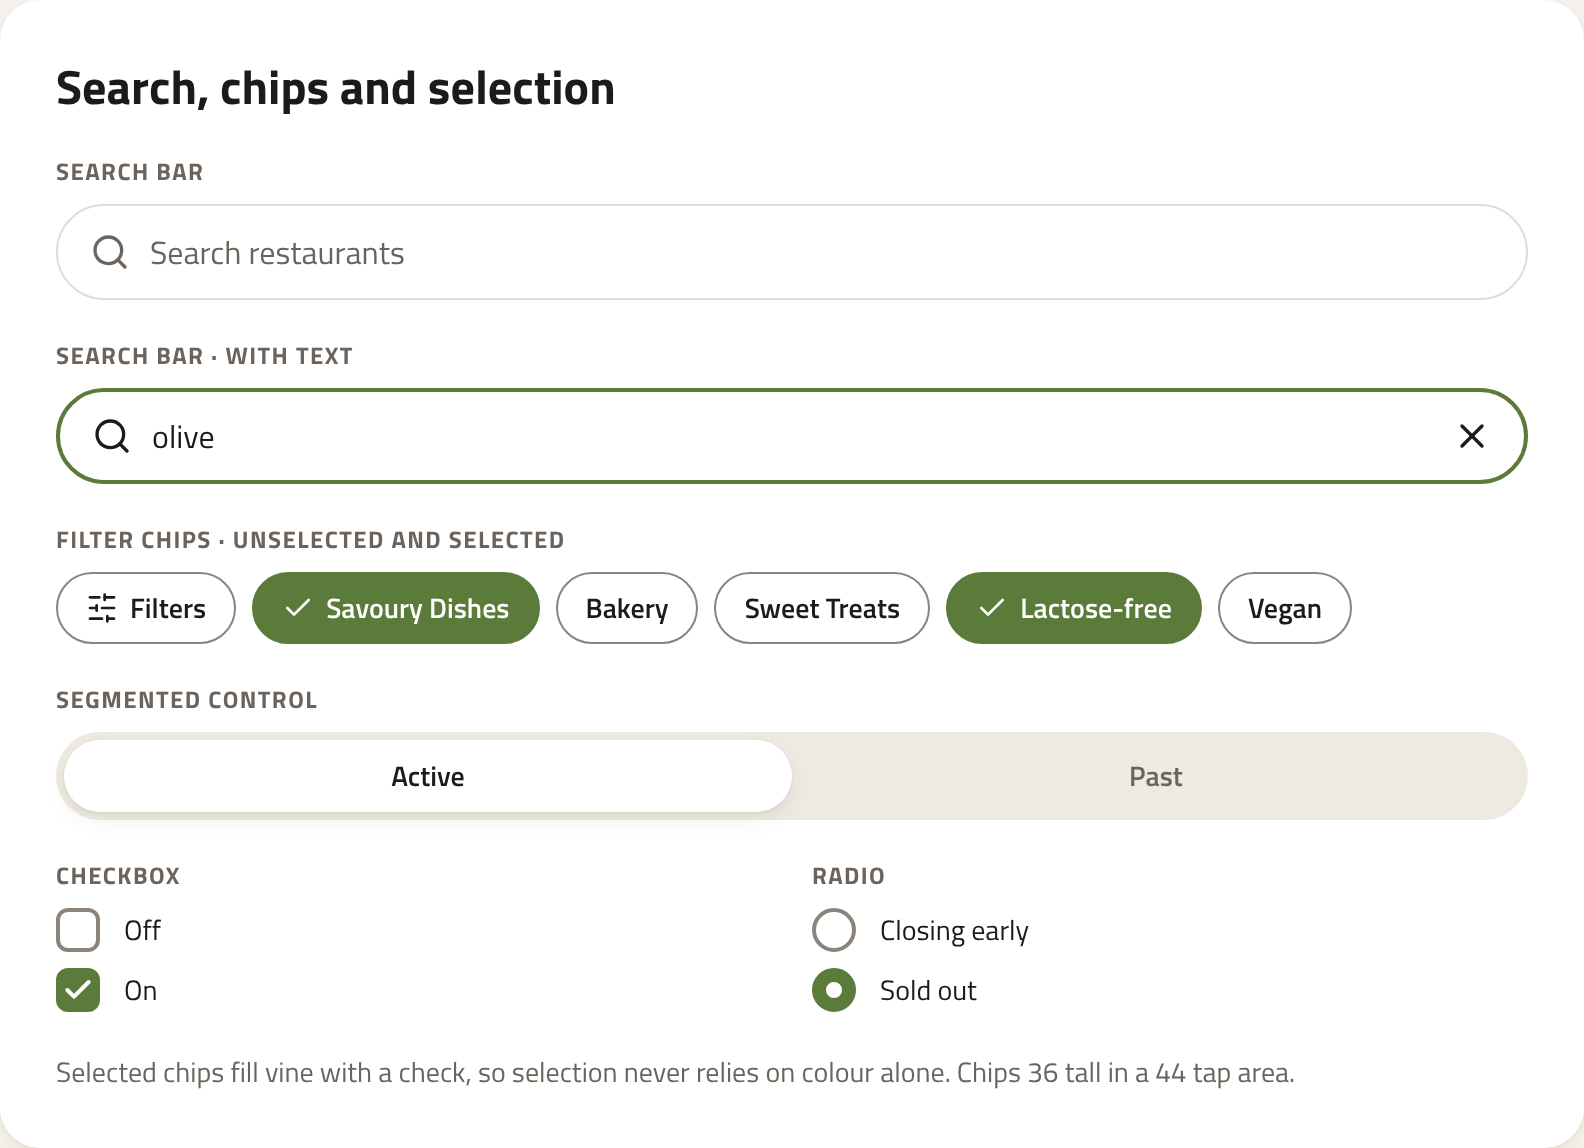 Search, chips and selection
SEARCH BAR
Search restaurants
SEARCH BAR · WITH TEXT
olive
FILTER CHIPS · UNSELECTED AND SELECTED
Filters Savoury Dishes Bakery Sweet Treats Lactose-free Vegan
SEGMENTED CONTROL
Active Past
CHECKBOX RADIO
Off Closing early
On Sold out
Selected chips fill vine with a check, so selection never relies on colour alone. Chips 36 tall in a 44 tap area.